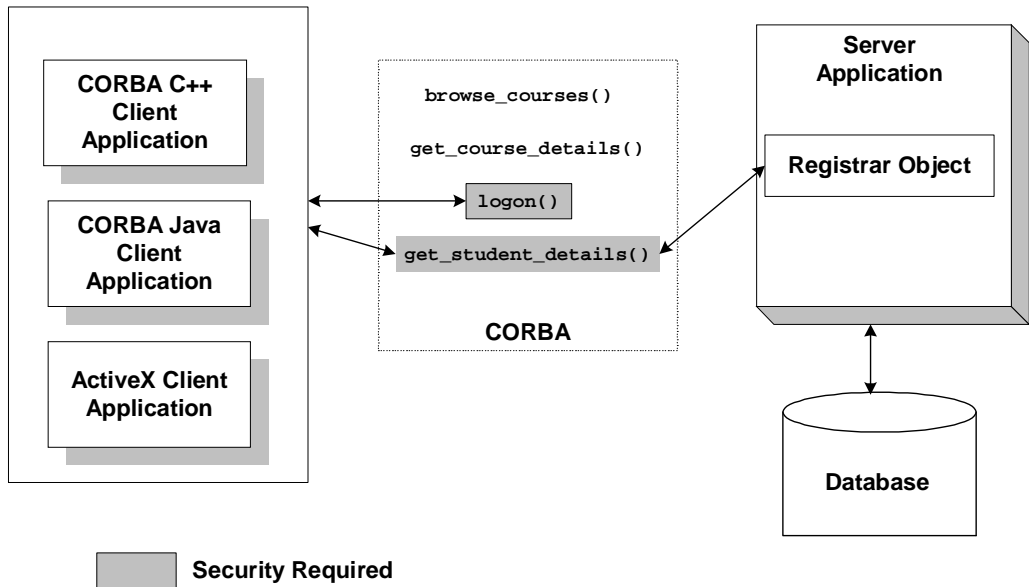 CORBA C++
Client
Application
CORBA Java
Client
Application
ActiveX Client
Application
browse_courses()
get_course_details()
logon()
get_student_details()
CORBA
Server
Application
Registrar Object
Database
Security Required